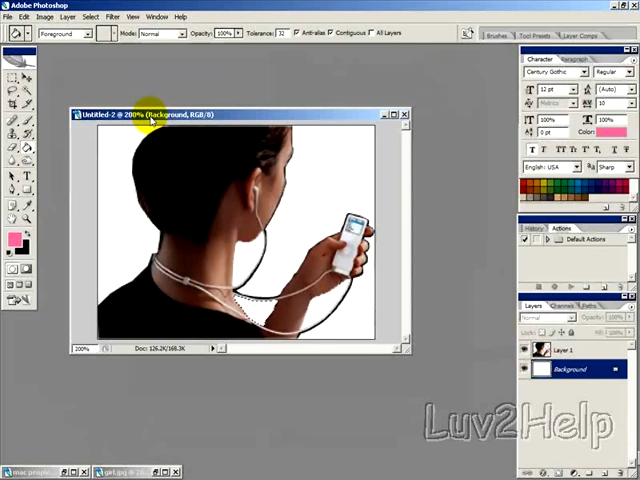 Adobe Photoshop
File Edit Image Layer Select Filter View Window Help
Foreground Mode: Normal Opacity: 100% Tolerance: 32 Anti-alias Contiguous All Layers
Brushes Tool Presets Layer Comps
Character Paragraph
Century Gothic Regular
12 pt (Auto)
Metrics 10
100% 100%
0 pt Color:
English: USA Sharp
Untitled-2 @ 200% (Background, RGB/8)
History Actions
Default Actions
Layers Channels Paths
Normal Opacity: 100%
Lock: Fill: 100%
Layer 1
Background
200% Doc: 126.2K/168.3K
Luv2Help
mac people... girl.jpg @